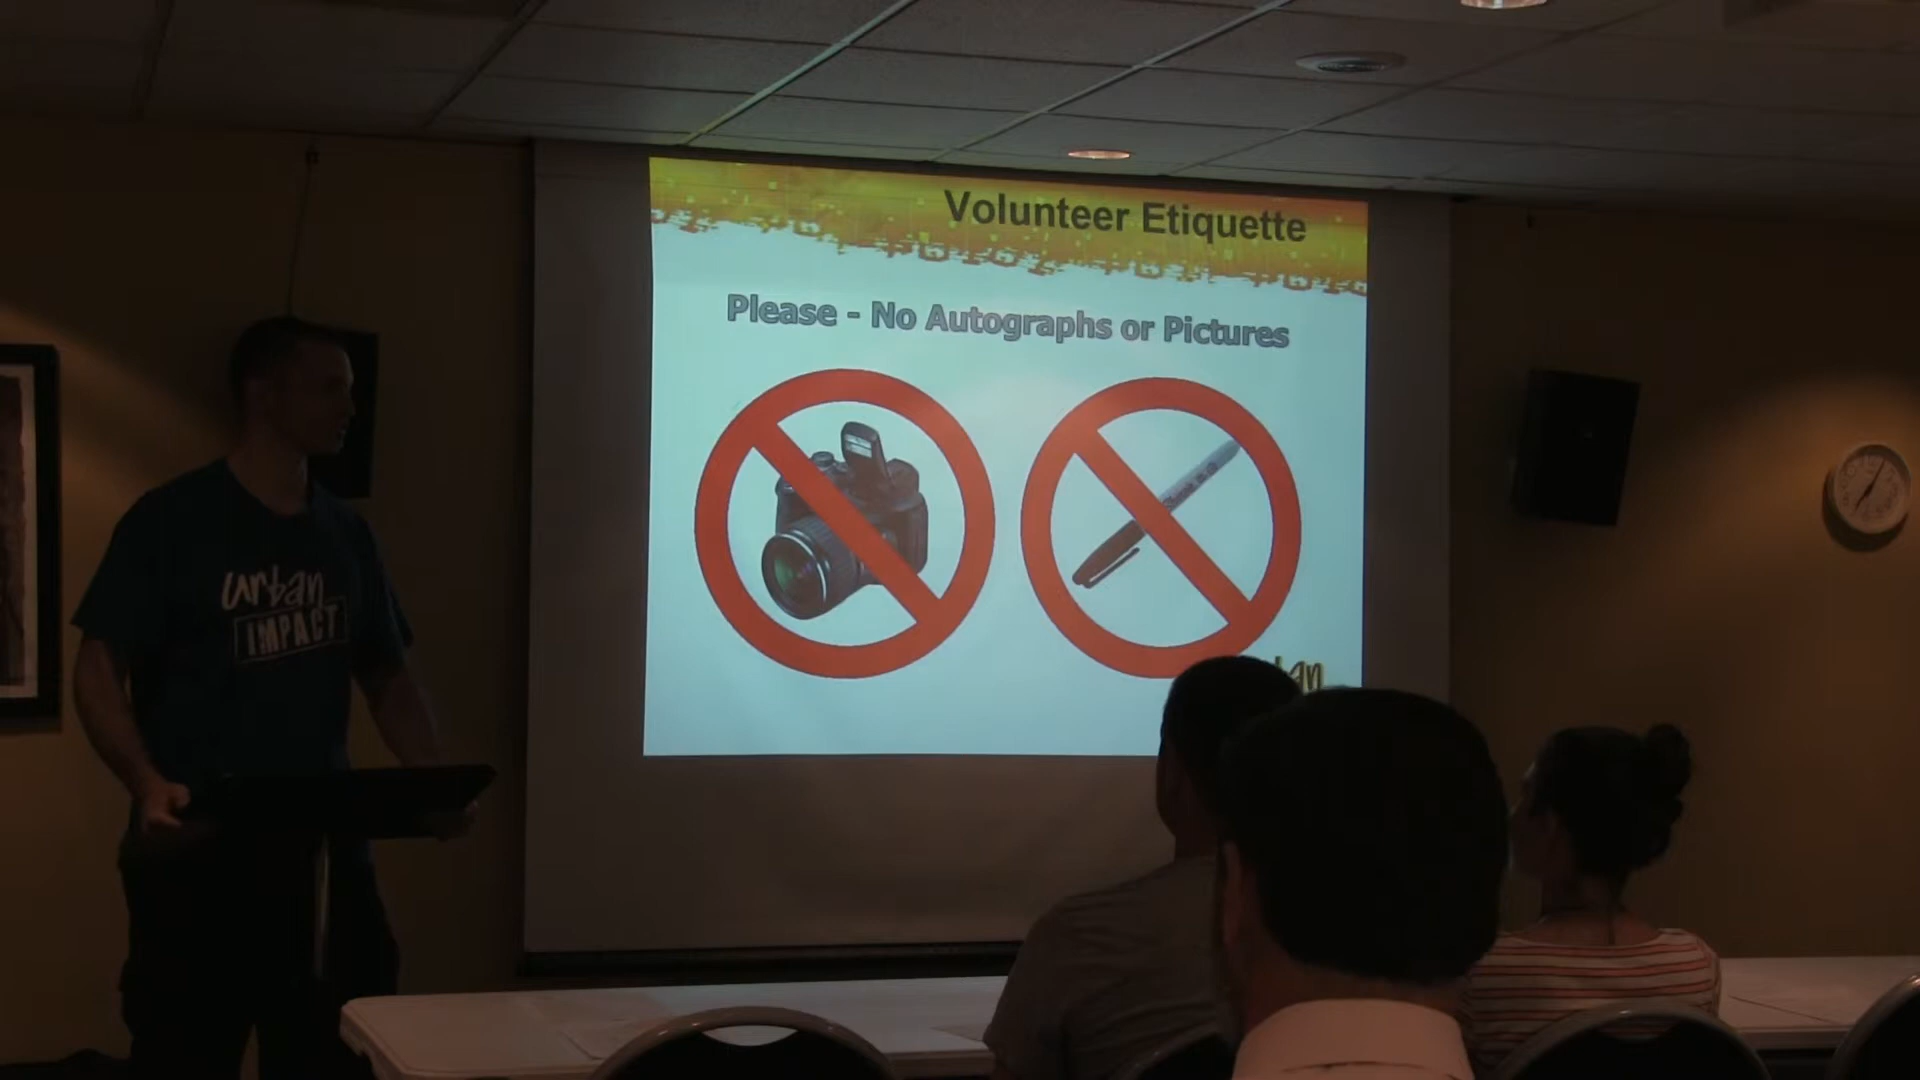 Volunteer Etiquette
Please - No Autographs or Pictures
urban
IMPACT